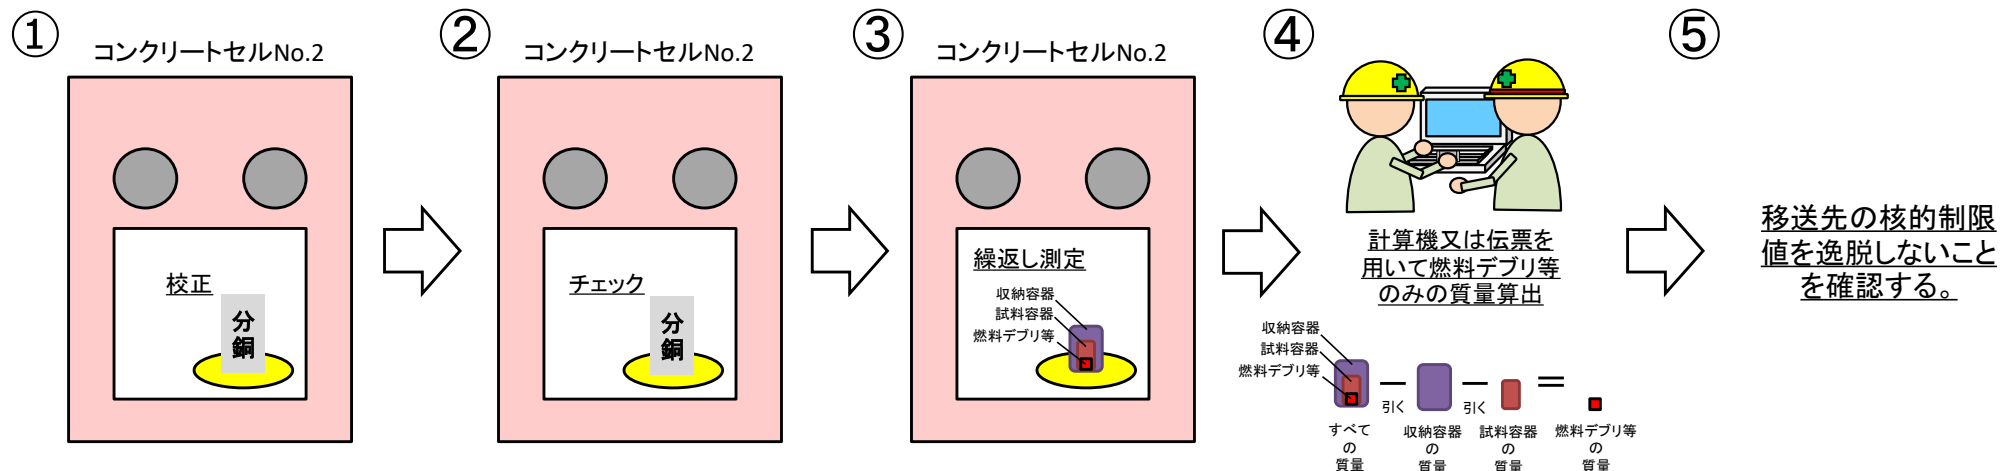 ①
コンクリートセルNo.2
校正
分
銅
②
コンクリートセルNo.2
チェック
分
銅
③
コンクリートセルNo.2
繰返し測定
収納容器
試料容器
燃料デブリ等
④
計算機又は伝票を
用いて燃料デブリ等
のみの質量算出
収納容器
試料容器
燃料デブリ等
－
引く
－
引く
＝
すべて
の
質量
収納容器
の
質量
試料容器
の
質量
燃料デブリ等
の
質量
⑤
移送先の核的制限
値を逸脱しないこと
を確認する。